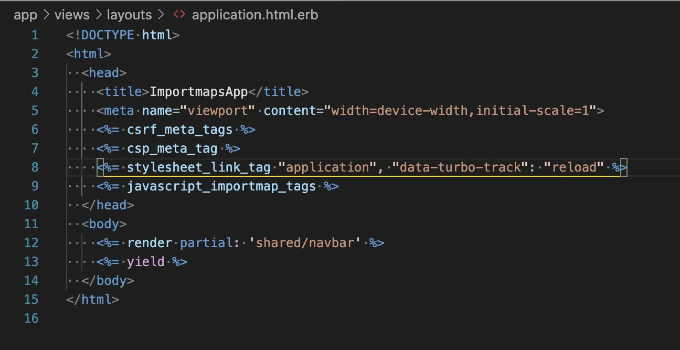 app > views > layouts > <> application.html.erb
1 <!DOCTYPE html>
2 <html>
3 <head>
4 <title>ImportmapsApp</title>
5 <meta name="viewport" content="width=device-width,initial-scale=1">
6 <%= csrf_meta_tags %>
7 <%= csp_meta_tag %>
8 <%= stylesheet_link_tag "application", "data-turbo-track": "reload" %>
9 <%= javascript_importmap_tags %>
10 </head>
11 <body>
12 <%= render partial: 'shared/navbar' %>
13 <%= yield %>
14 </body>
15 </html>
16